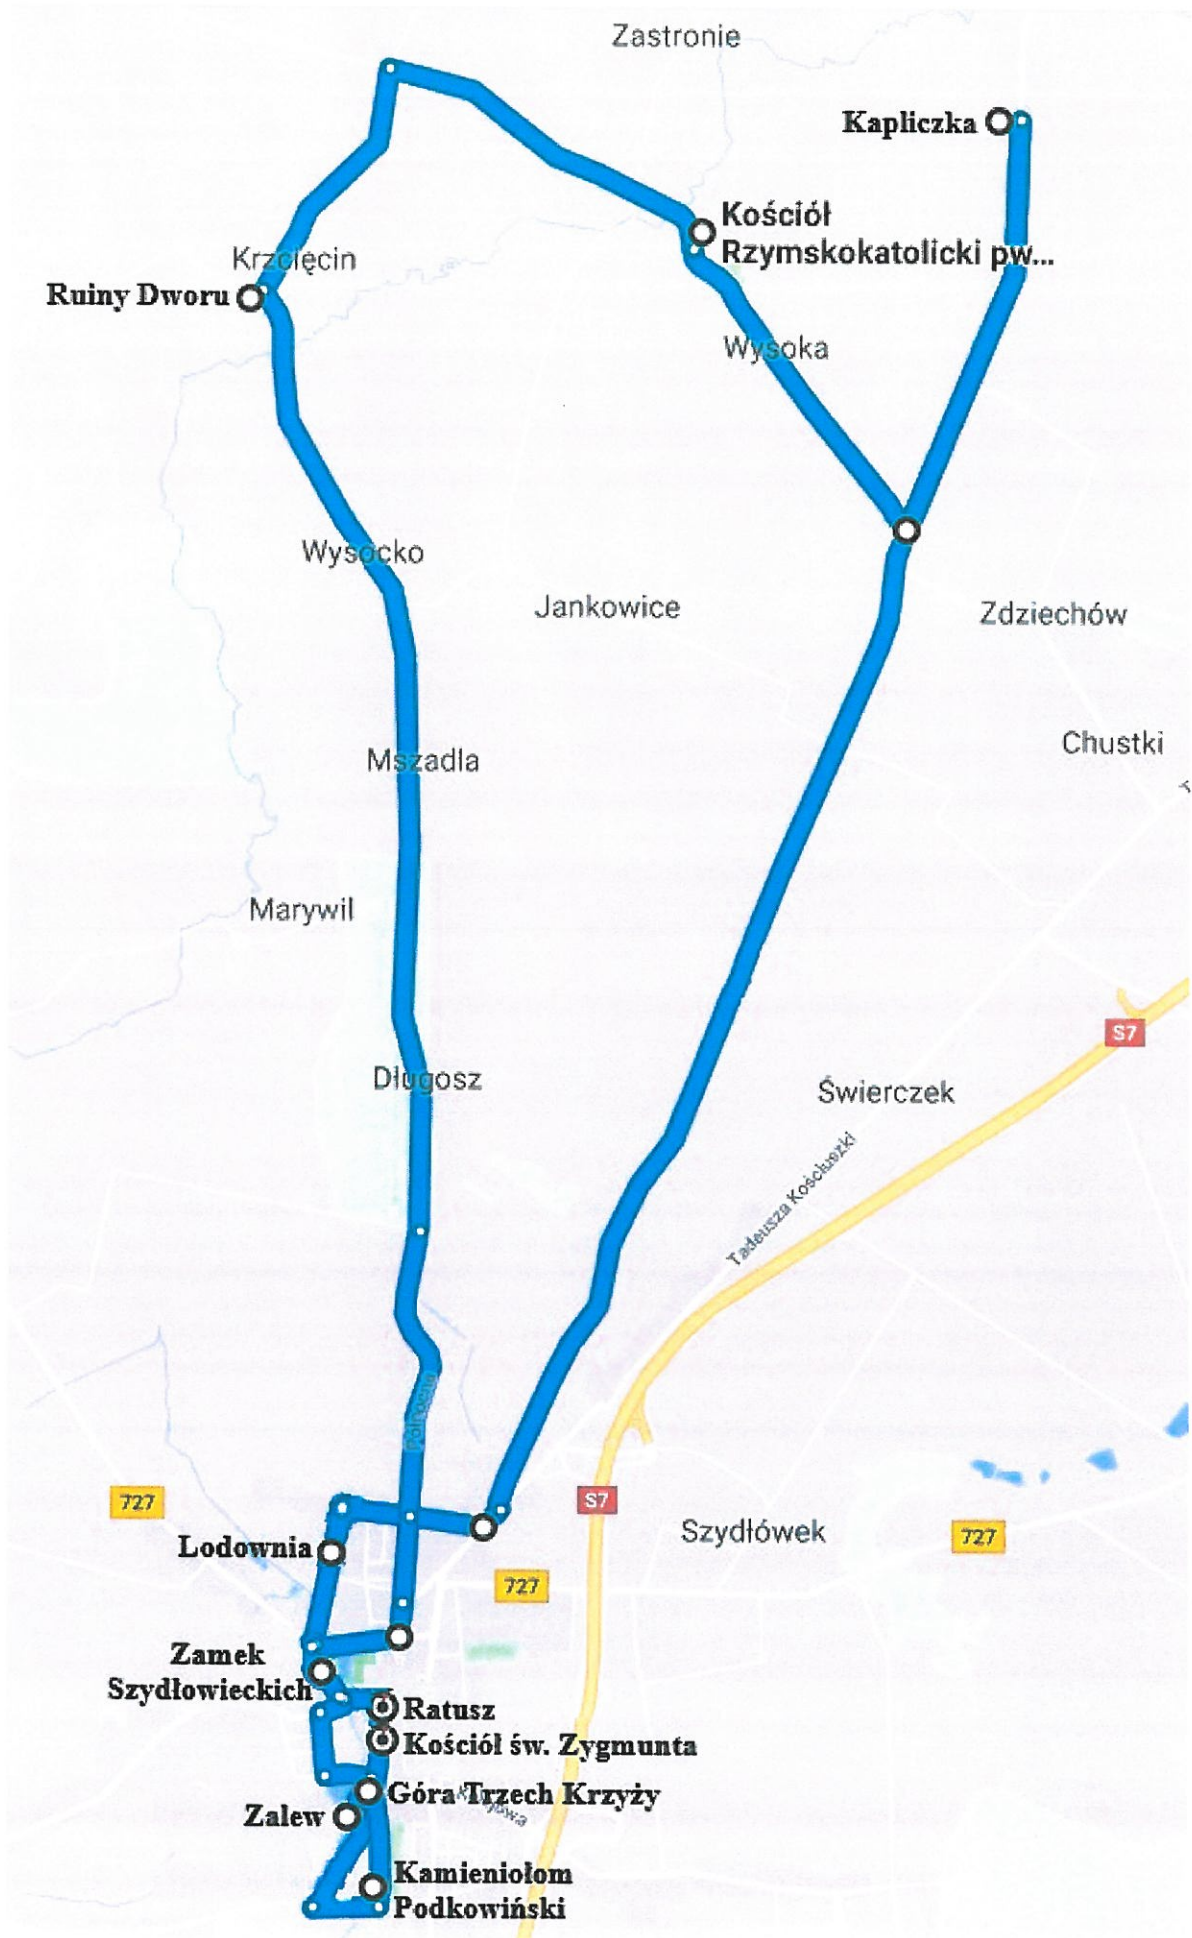 Zastronie
Kapliczka
Kościół
Rzymskokatolicki pw...
Krzcięcin
Ruiny Dworu
Wysoka
Wysocko
Jankowice
Zdziechów
Chustki
Mszadla
Marywil
S7
Długosz
Świerczek
Tadeusza Kościuszki
Północna
727
S7
Szydłówek
727
Lodownia
727
Zamek
Szydłowieckich
Ratusz
Kościół św. Zygmunta
Góra Trzech Krzyży
Zalew
Kamieniołom
Podkowiński